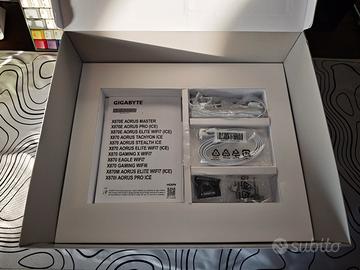 GIGABYTE
X870E AORUS MASTER
X870E AORUS PRO (ICE)
X870E AORUS ELITE WIFI7 (ICE)
X870 AORUS TACHYON ICE
X870 AORUS STEALTH ICE
X870 AORUS ELITE WIFI7 (ICE)
X870 GAMING X WIFI7
X870 EAGLE WIFI7
X870 GAMING WIFI6
X870M AORUS ELITE WIFI7 (ICE)
X870I AORUS PRO ICE
subito